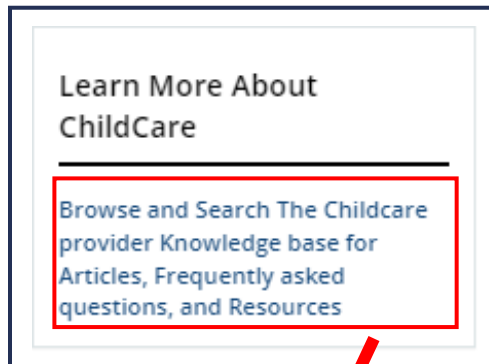 Learn More About
ChildCare
Browse and Search The Childcare
provider Knowledge base for
Articles, Frequently asked
questions, and Resources